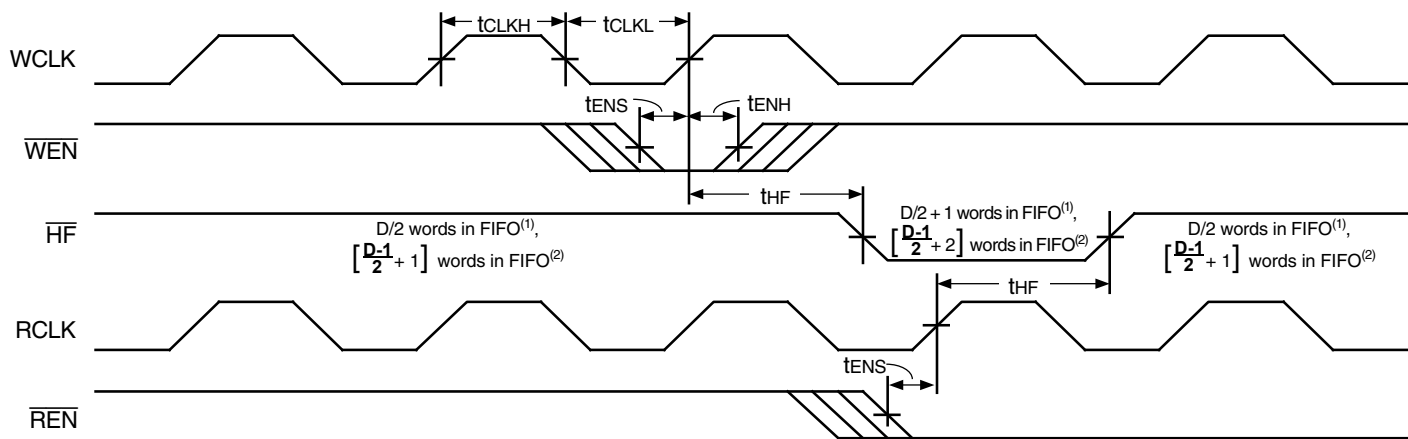 tCLKH tCLKL
WCLK
tENS tENH
WEN
tHF
HF
D/2 words in FIFO(1),
[D-1/2 + 1] words in FIFO(2)
D/2 + 1 words in FIFO(1),
[D-1/2 + 2] words in FIFO(2)
D/2 words in FIFO(1),
[D-1/2 + 1] words in FIFO(2)
tHF
RCLK
tENS
REN